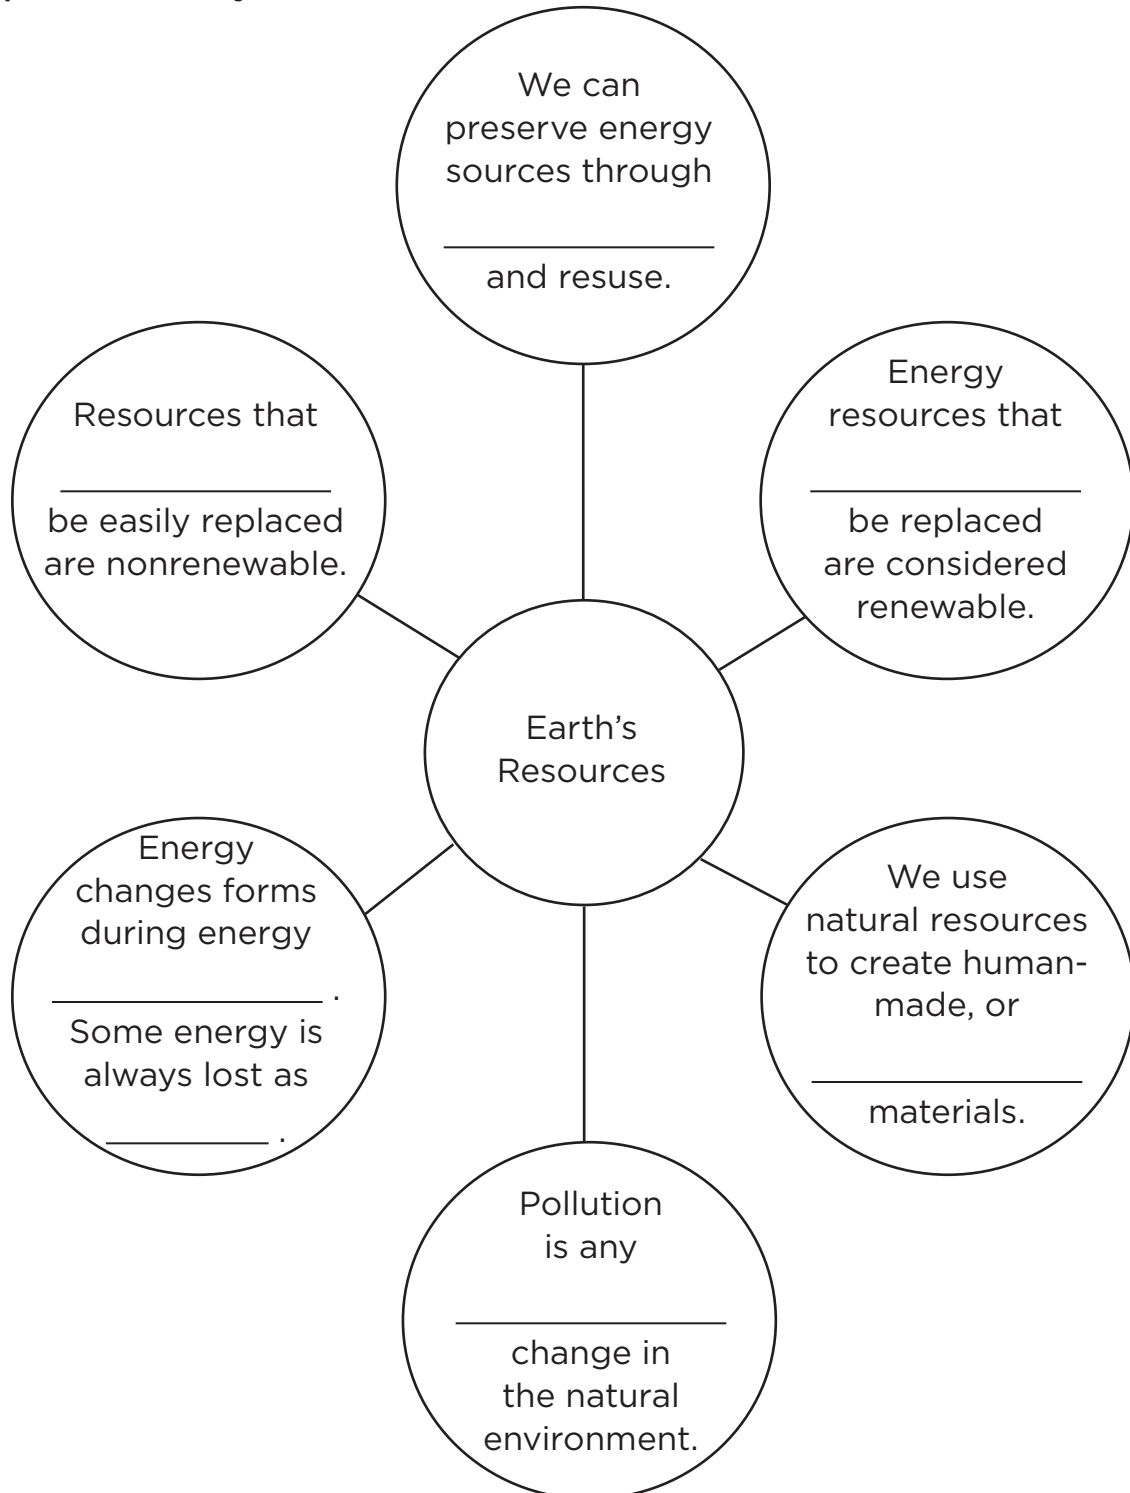 We can
preserve energy
sources through
and resuse.
Resources that
be easily replaced
are nonrenewable.
Energy
resources that
be replaced
are considered
renewable.
Earth's
Resources
Energy
changes forms
during energy
.
Some energy is
always lost as
.
We use
natural resources
to create human-
made, or
materials.
Pollution
is any
change in
the natural
environment.